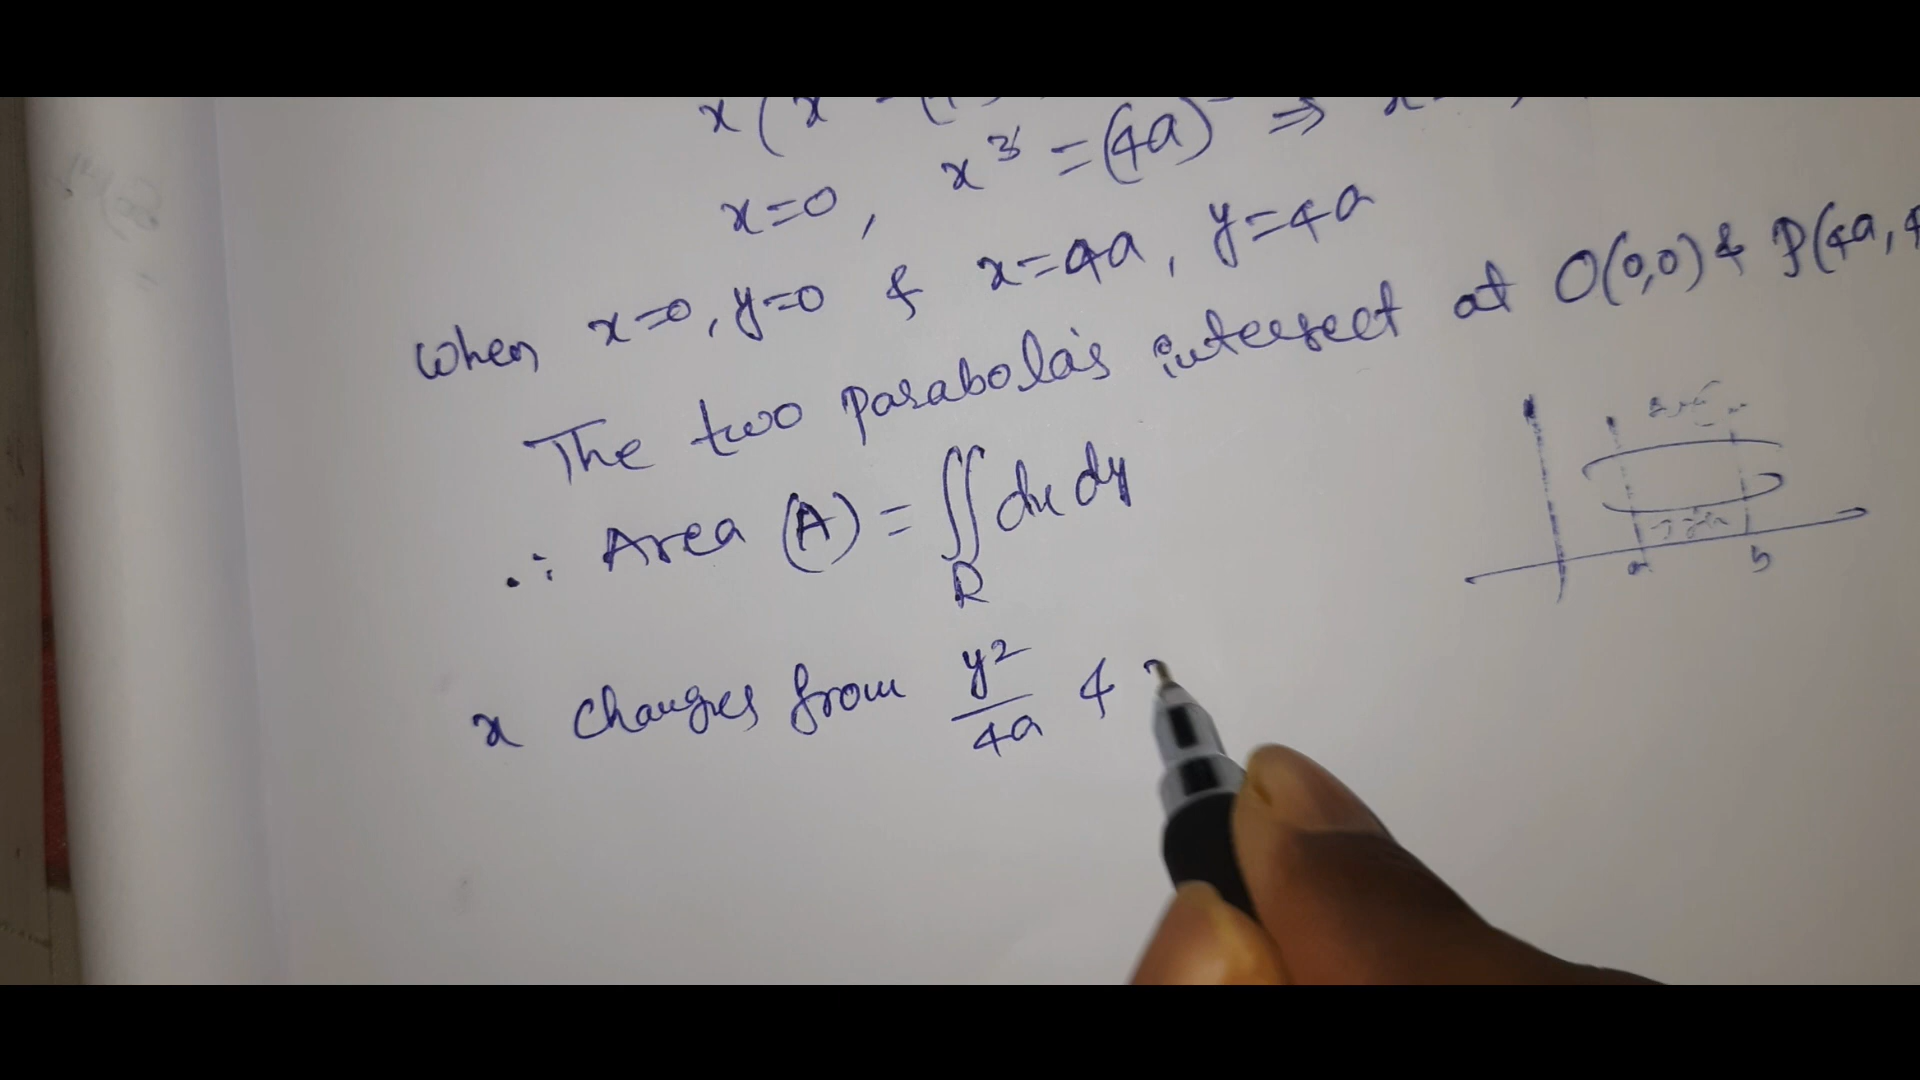 x(x
x=0, x³ = (4a) ⇒
When x=0, y=0 & x=4a, y=4a
The two parabola's intersect at O(0,0) & P(4a,
∴ Area (A) = ∬ dx dy
R
a b
x changes from y²/4a &